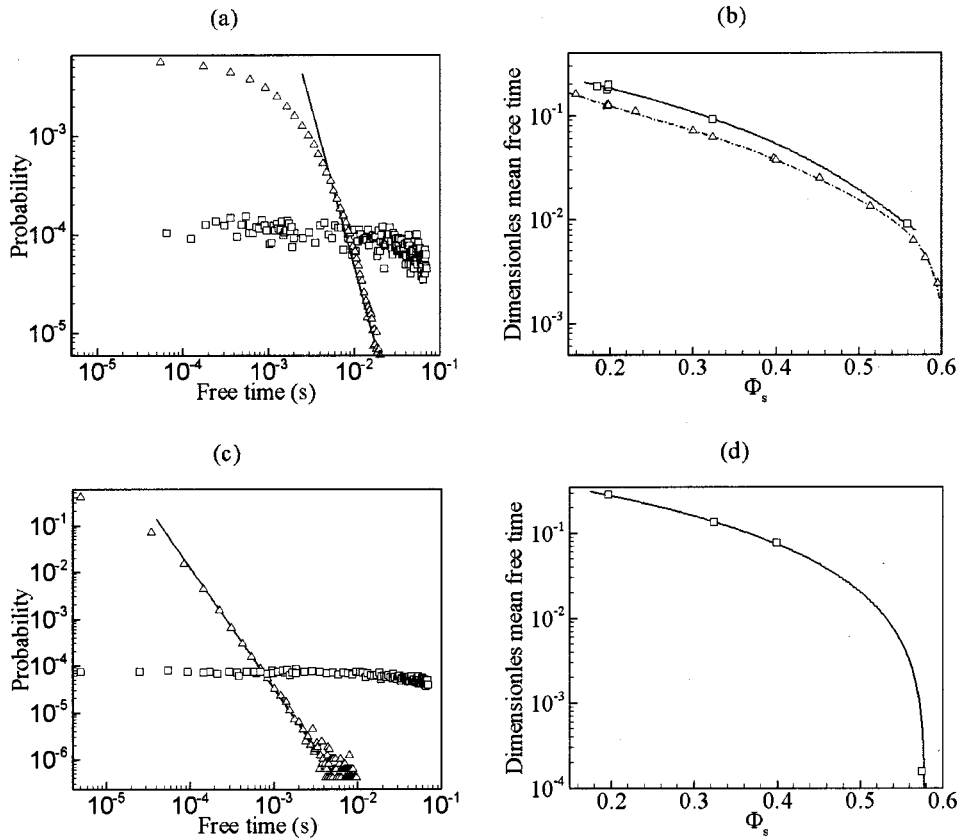 (a)
Probability
10⁻³
10⁻⁴
10⁻⁵
10⁻⁵ 10⁻⁴ 10⁻³ 10⁻² 10⁻¹
Free time (s)
(b)
Dimensionles mean free time
10⁻¹
10⁻²
10⁻³
0.2 0.3 0.4 0.5 0.6
Φₛ
(c)
Probability
10⁻¹
10⁻²
10⁻³
10⁻⁴
10⁻⁵
10⁻⁶
10⁻⁵ 10⁻⁴ 10⁻³ 10⁻² 10⁻¹
Free time (s)
(d)
Dimensionles mean free time
10⁻¹
10⁻²
10⁻³
10⁻⁴
0.2 0.3 0.4 0.5 0.6
Φₛ